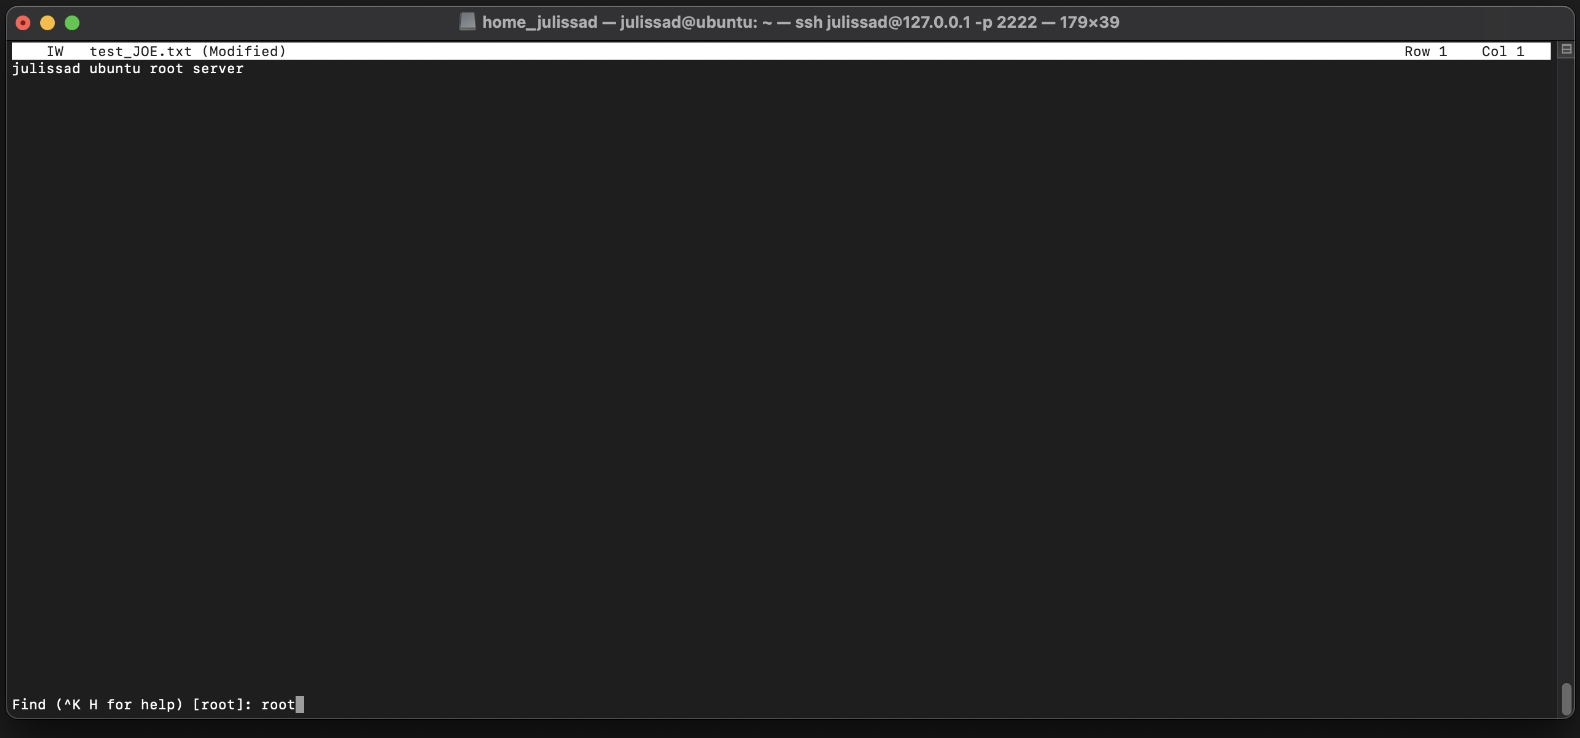 home_julissad — julissad@ubuntu: ~ — ssh julissad@127.0.0.1 -p 2222 — 179×39
IW test_JOE.txt (Modified) Row 1 Col 1
julissad ubuntu root server
Find (^K H for help) [root]: root